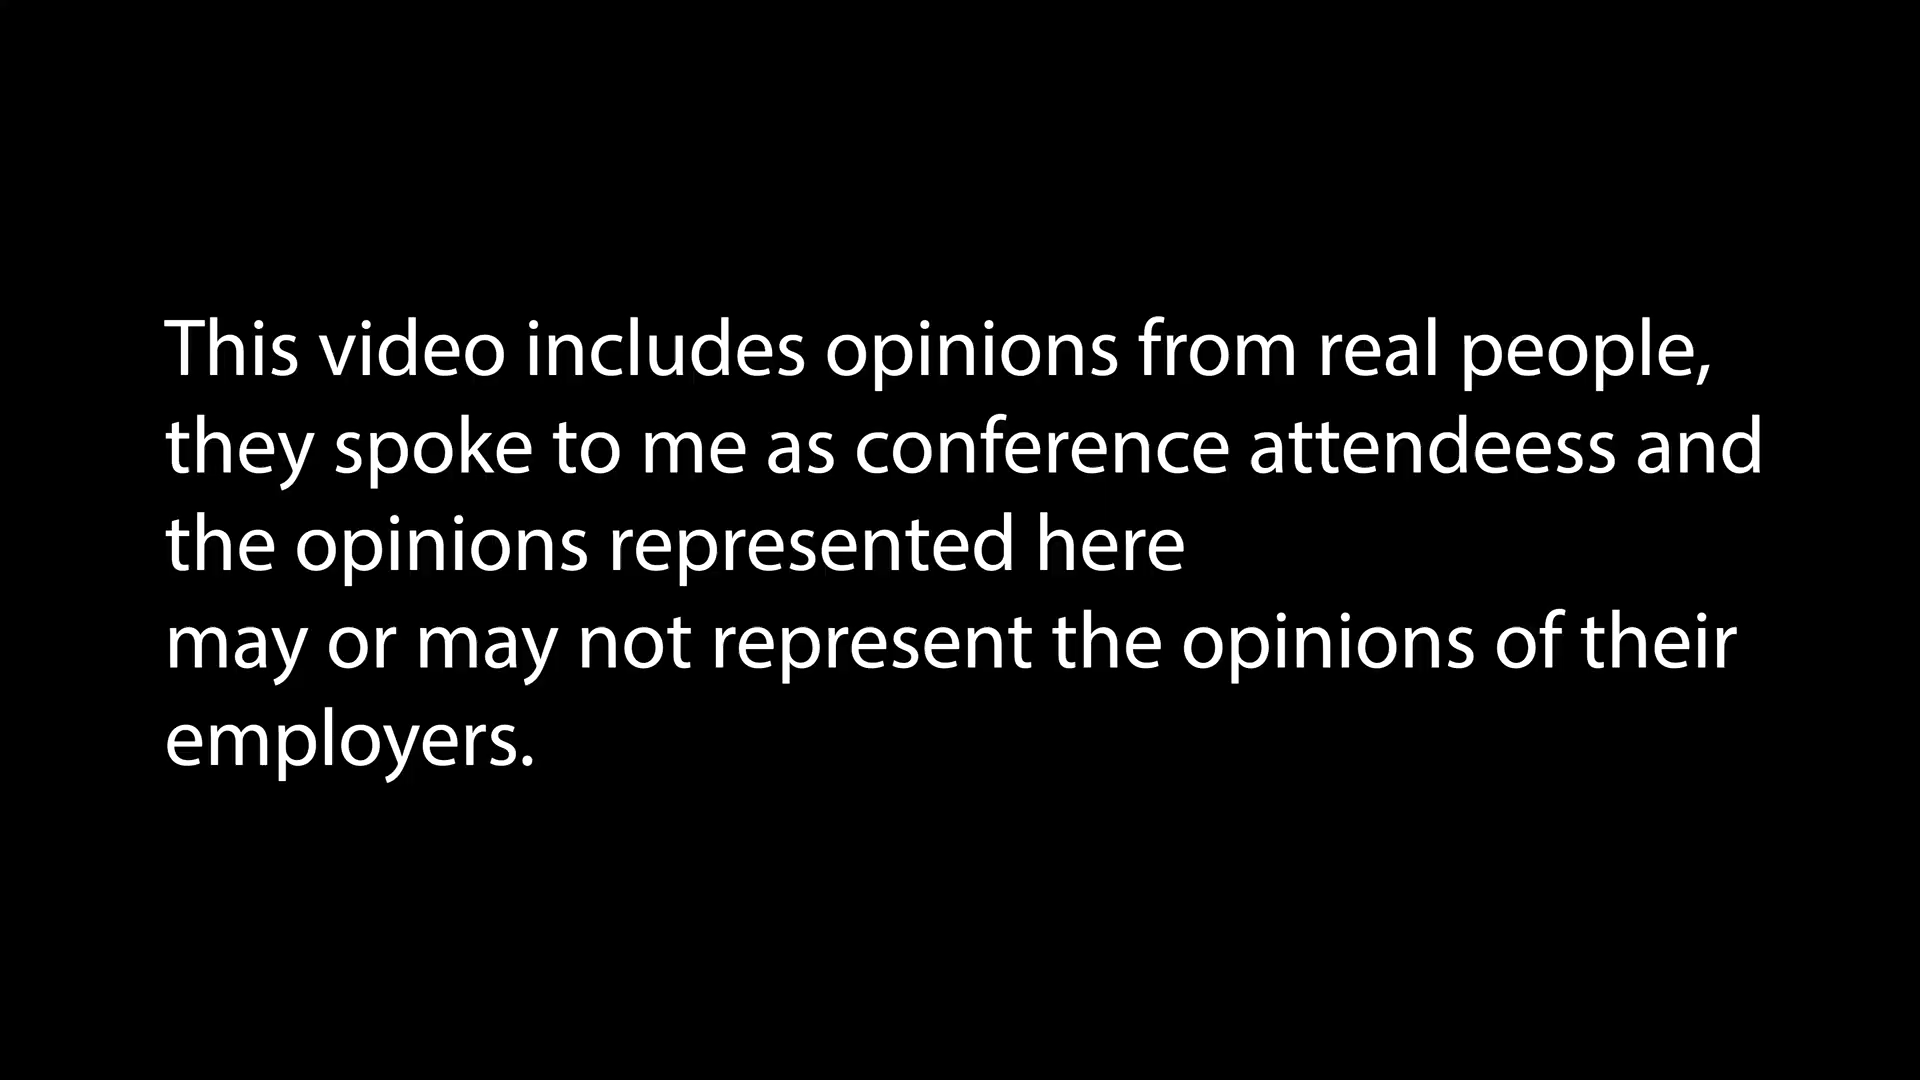 This video includes opinions from real people,
they spoke to me as conference attendeess and
the opinions represented here
may or may not represent the opinions of their
employers.